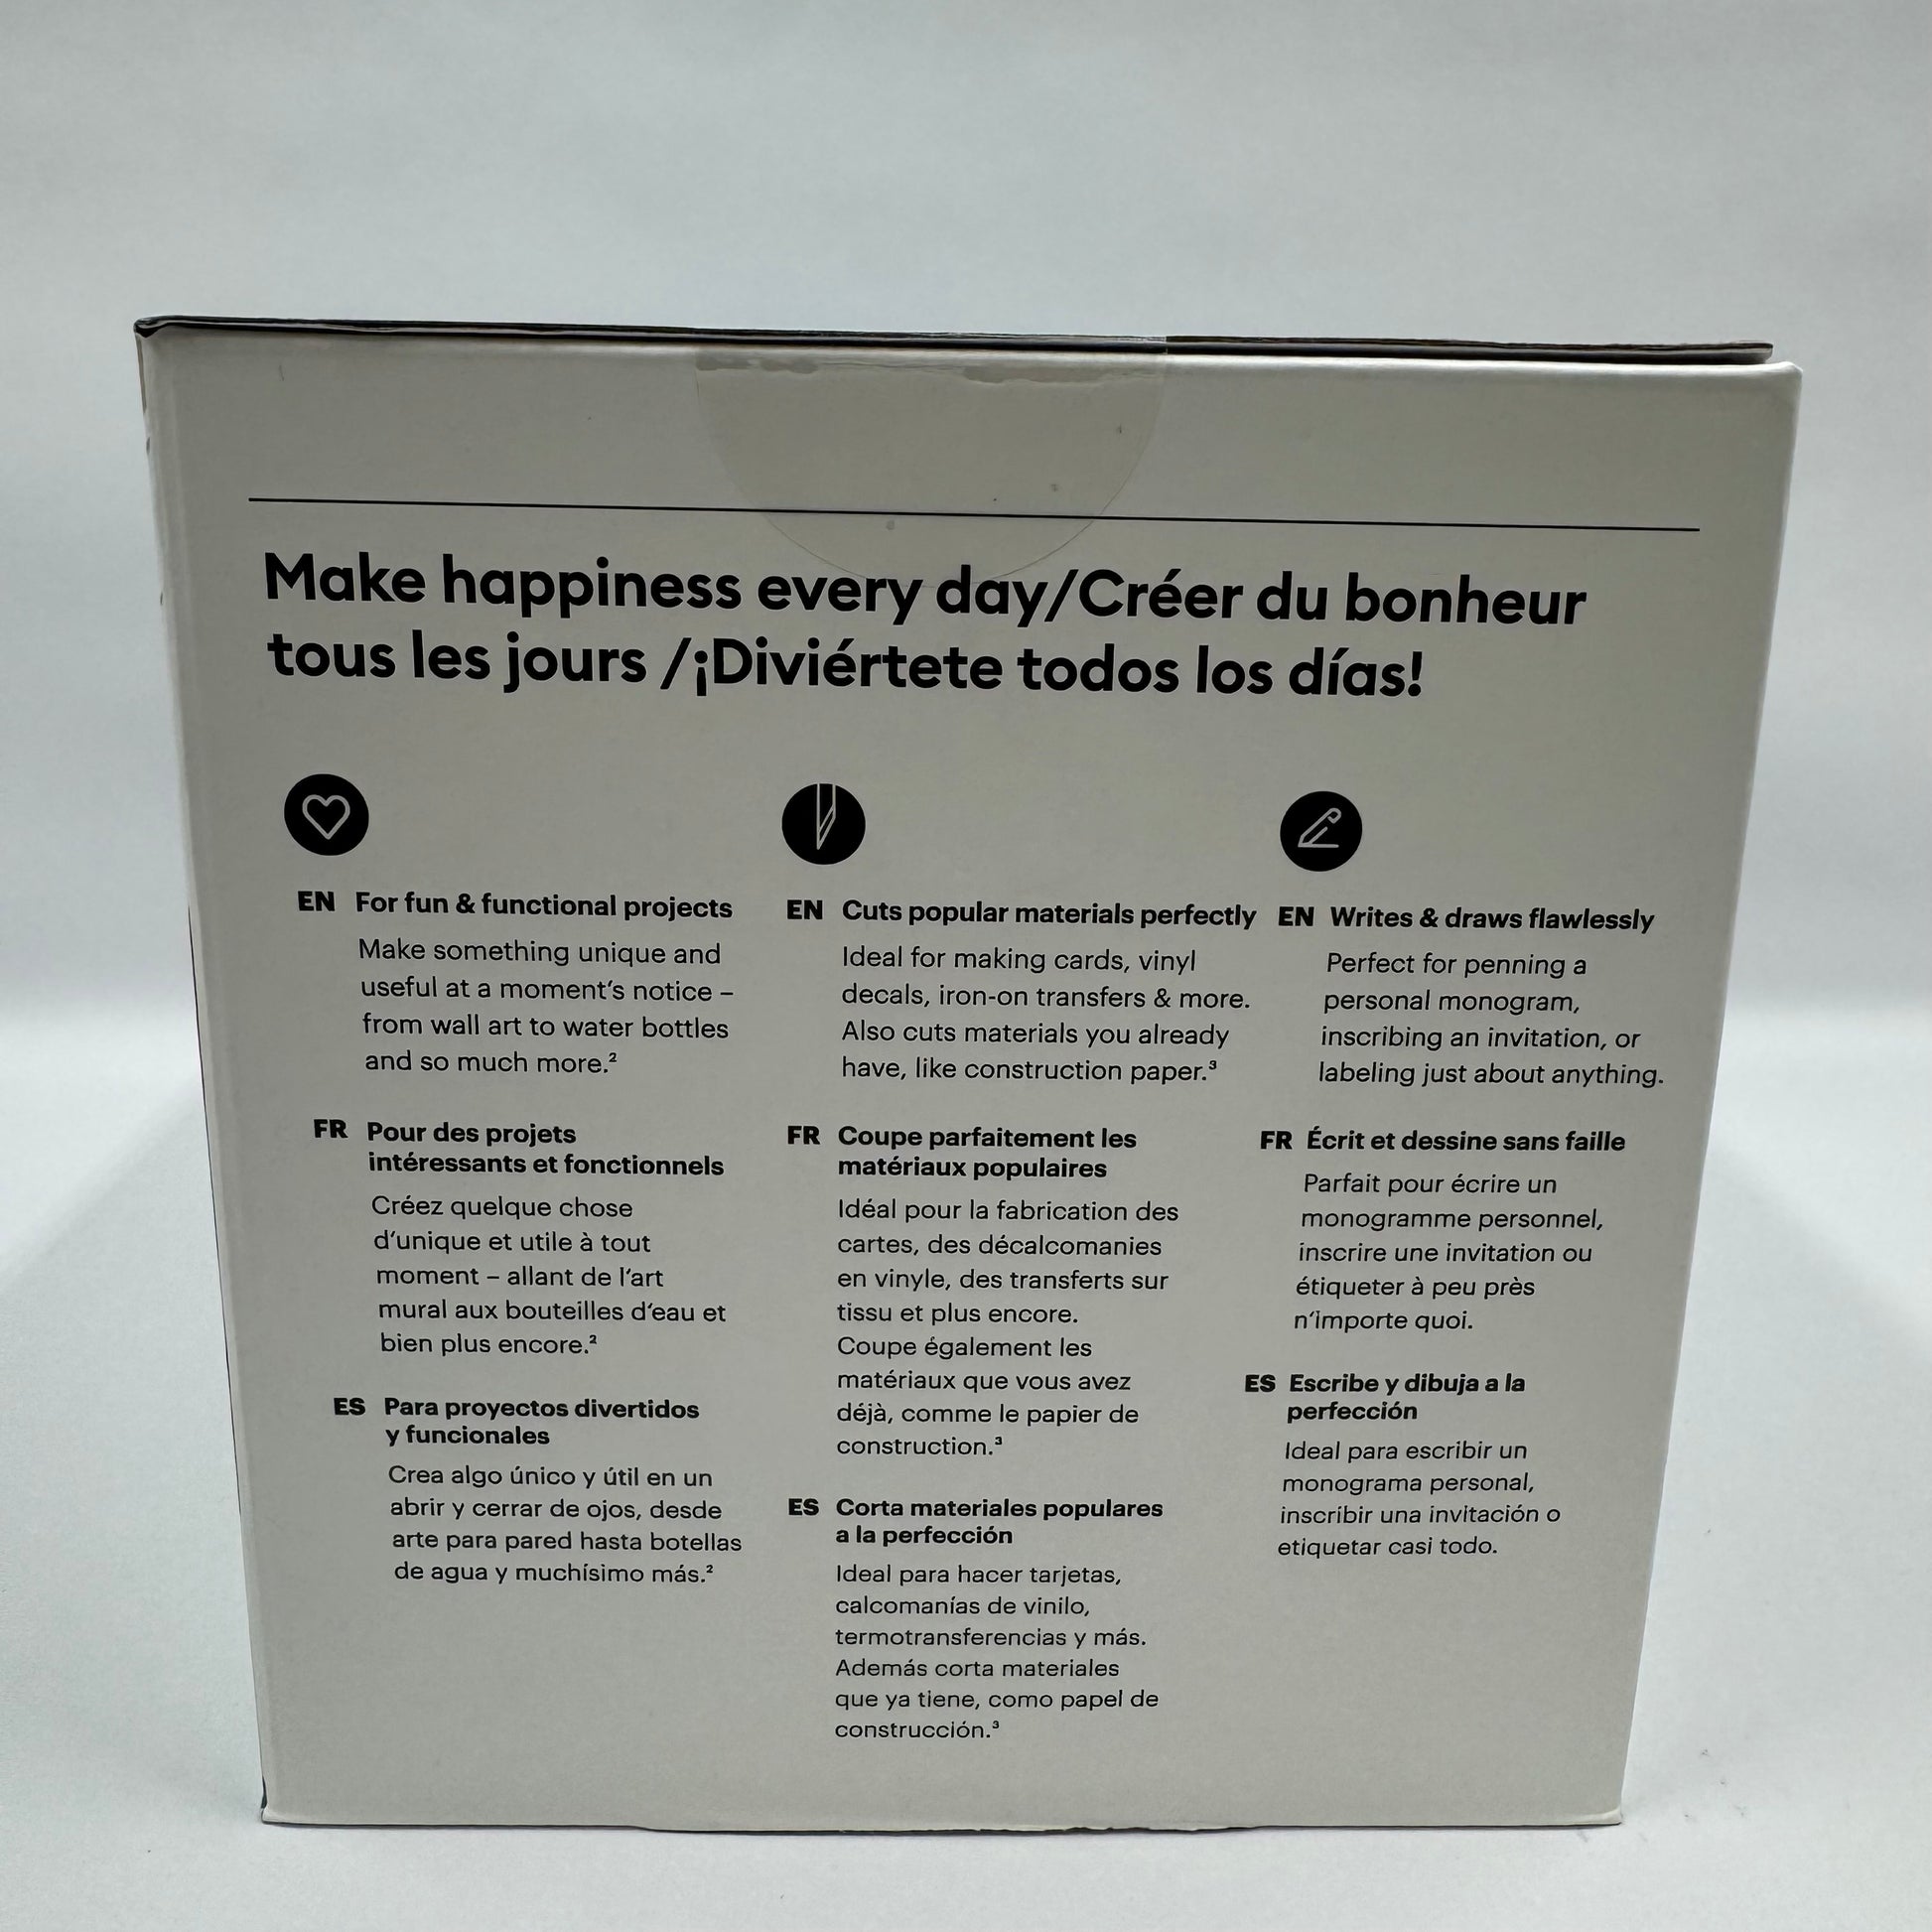 Make happiness every day/Créer du bonheur
tous les jours /¡Diviértete todos los días!
EN For fun & functional projects
Make something unique and
useful at a moment's notice –
from wall art to water bottles
and so much more.²
FR Pour des projets
intéressants et fonctionnels
Créez quelque chose
d'unique et utile à tout
moment – allant de l'art
mural aux bouteilles d'eau et
bien plus encore.²
ES Para proyectos divertidos
y funcionales
Crea algo único y útil en un
abrir y cerrar de ojos, desde
arte para pared hasta botellas
de agua y muchísimo más.²
EN Cuts popular materials perfectly
Ideal for making cards, vinyl
decals, iron-on transfers & more.
Also cuts materials you already
have, like construction paper.³
FR Coupe parfaitement les
matériaux populaires
Idéal pour la fabrication des
cartes, des décalcomanies
en vinyle, des transferts sur
tissu et plus encore.
Coupe également les
matériaux que vous avez
déjà, comme le papier de
construction.³
ES Corta materiales populares
a la perfección
Ideal para hacer tarjetas,
calcomanías de vinilo,
termotransferencias y más.
Además corta materiales
que ya tiene, como papel de
construcción.³
EN Writes & draws flawlessly
Perfect for penning a
personal monogram,
inscribing an invitation, or
labeling just about anything.
FR Écrit et dessine sans faille
Parfait pour écrire un
monogramme personnel,
inscrire une invitation ou
étiqueter à peu près
n'importe quoi.
ES Escribe y dibuja a la
perfección
Ideal para escribir un
monograma personal,
inscribir una invitación o
etiquetar casi todo.